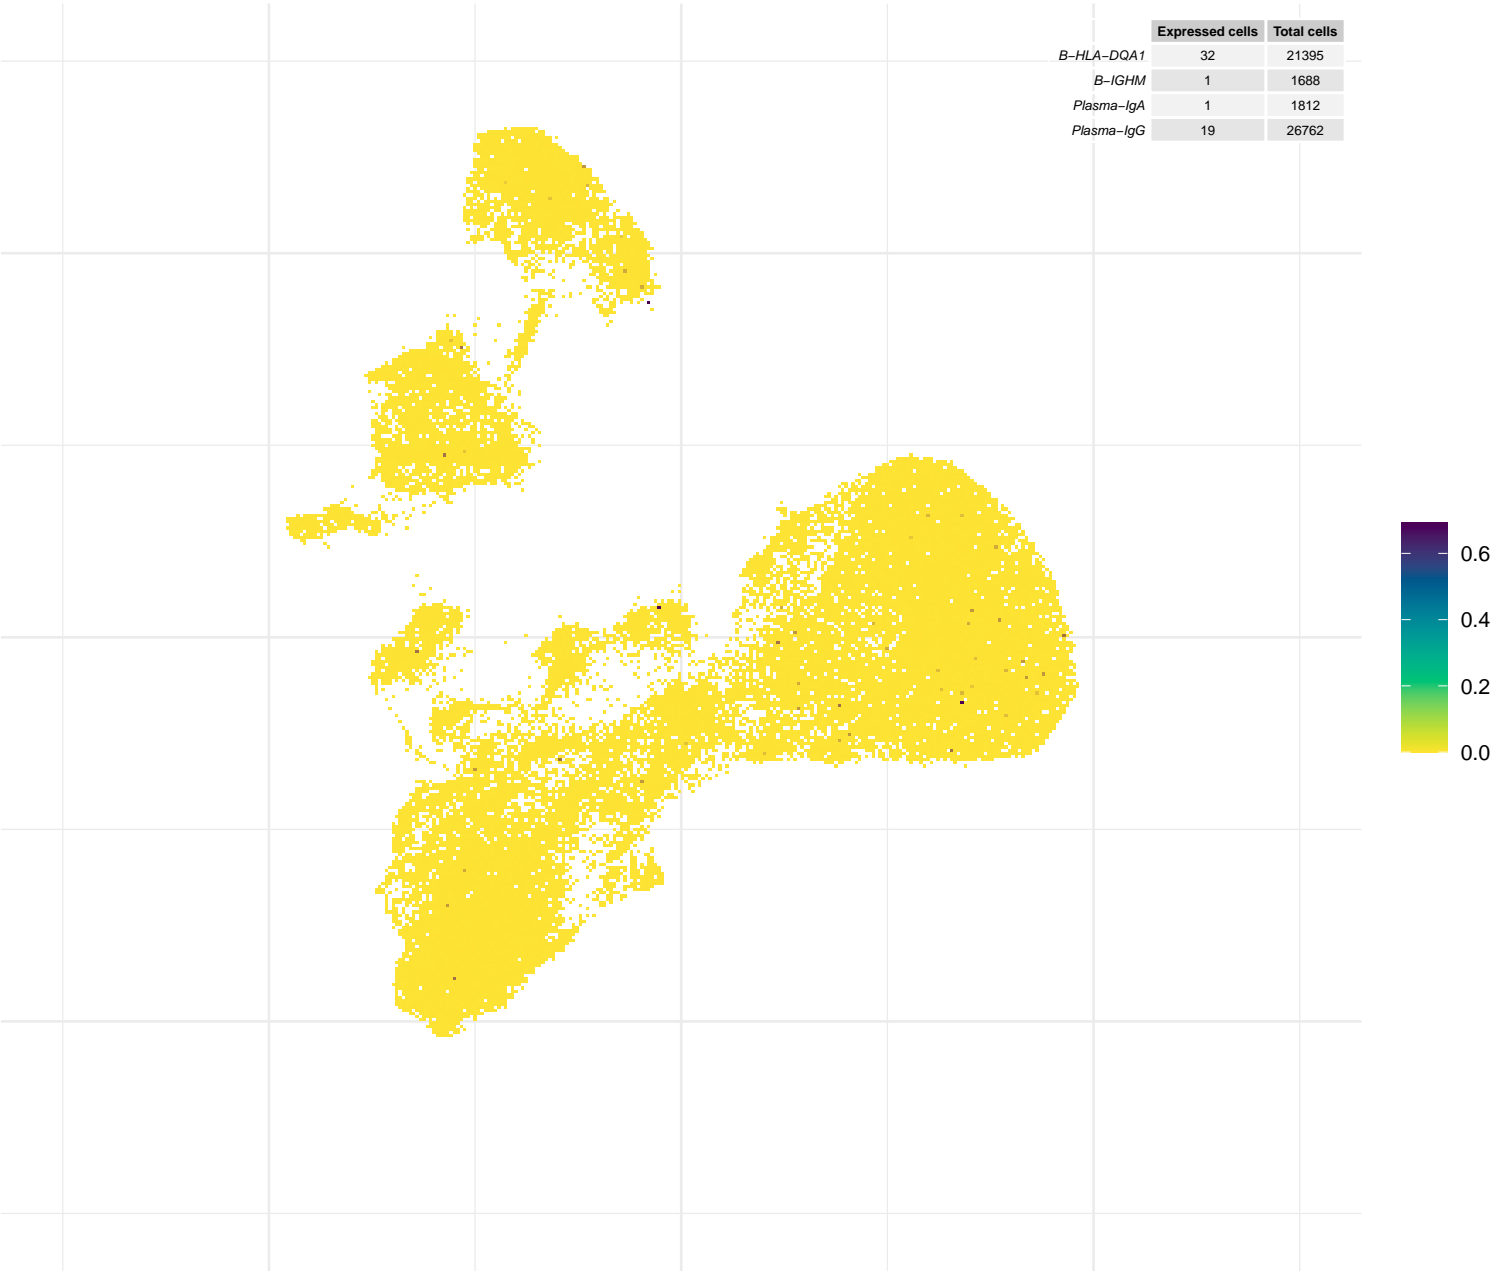 Expressed cells Total cells
B−HLA−DQA1 32 21395
B−IGHM 1 1688
Plasma−IgA 1 1812
Plasma−IgG 19 26762
0.6
0.4
0.2
0.0